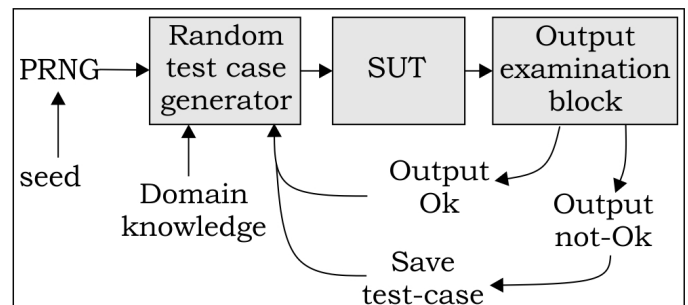 PRNG
Random
test case
generator
SUT
Output
examination
block
seed
Domain
knowledge
Output
Ok
Output
not-Ok
Save
test-case